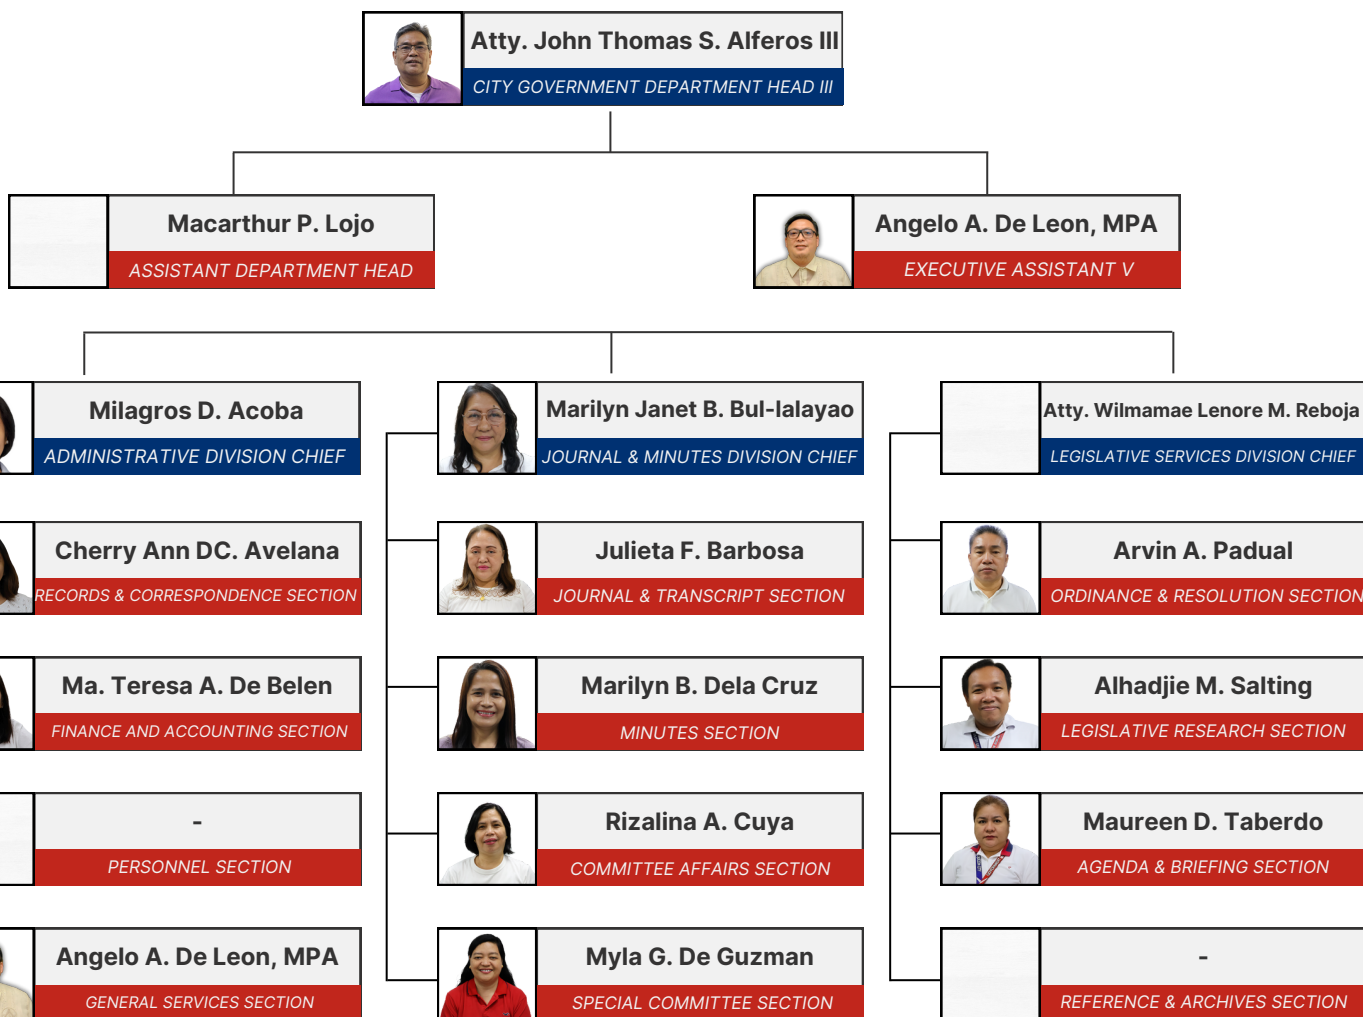 Atty. John Thomas S. Alferos III
CITY GOVERNMENT DEPARTMENT HEAD III
Macarthur P. Lojo
ASSISTANT DEPARTMENT HEAD
Angelo A. De Leon, MPA
EXECUTIVE ASSISTANT V
Milagros D. Acoba
ADMINISTRATIVE DIVISION CHIEF
Marilyn Janet B. Bul-lalayao
JOURNAL & MINUTES DIVISION CHIEF
Atty. Wilmamae Lenore M. Reboja
LEGISLATIVE SERVICES DIVISION CHIEF
Cherry Ann DC. Avelana
RECORDS & CORRESPONDENCE SECTION
Julieta F. Barbosa
JOURNAL & TRANSCRIPT SECTION
Arvin A. Padual
ORDINANCE & RESOLUTION SECTION
Ma. Teresa A. De Belen
FINANCE AND ACCOUNTING SECTION
Marilyn B. Dela Cruz
MINUTES SECTION
Alhadjie M. Salting
LEGISLATIVE RESEARCH SECTION
-
PERSONNEL SECTION
Rizalina A. Cuya
COMMITTEE AFFAIRS SECTION
Maureen D. Taberdo
AGENDA & BRIEFING SECTION
Angelo A. De Leon, MPA
GENERAL SERVICES SECTION
Myla G. De Guzman
SPECIAL COMMITTEE SECTION
-
REFERENCE & ARCHIVES SECTION